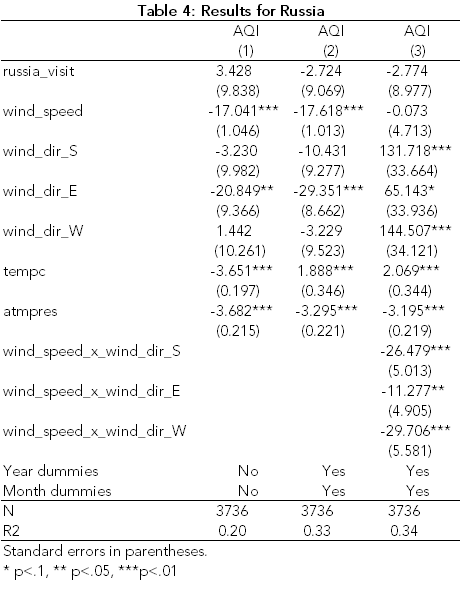 Table 4: Results for Russia
AQI AQI AQI
(1) (2) (3)
russia_visit 3.428 -2.724 -2.774
(9.838) (9.069) (8.977)
wind_speed -17.041*** -17.618*** -0.073
(1.046) (1.013) (4.713)
wind_dir_S -3.230 -10.431 131.718***
(9.982) (9.277) (33.664)
wind_dir_E -20.849** -29.351*** 65.143*
(9.366) (8.662) (33.936)
wind_dir_W 1.442 -3.229 144.507***
(10.261) (9.523) (34.121)
tempc -3.651*** 1.888*** 2.069***
(0.197) (0.346) (0.344)
atmpres -3.682*** -3.295*** -3.195***
(0.215) (0.221) (0.219)
wind_speed_x_wind_dir_S -26.479***
(5.013)
wind_speed_x_wind_dir_E -11.277**
(4.905)
wind_speed_x_wind_dir_W -29.706***
(5.581)
Year dummies No Yes Yes
Month dummies No Yes Yes
N 3736 3736 3736
R2 0.20 0.33 0.34
Standard errors in parentheses.
* p<.1, ** p<.05, ***p<.01